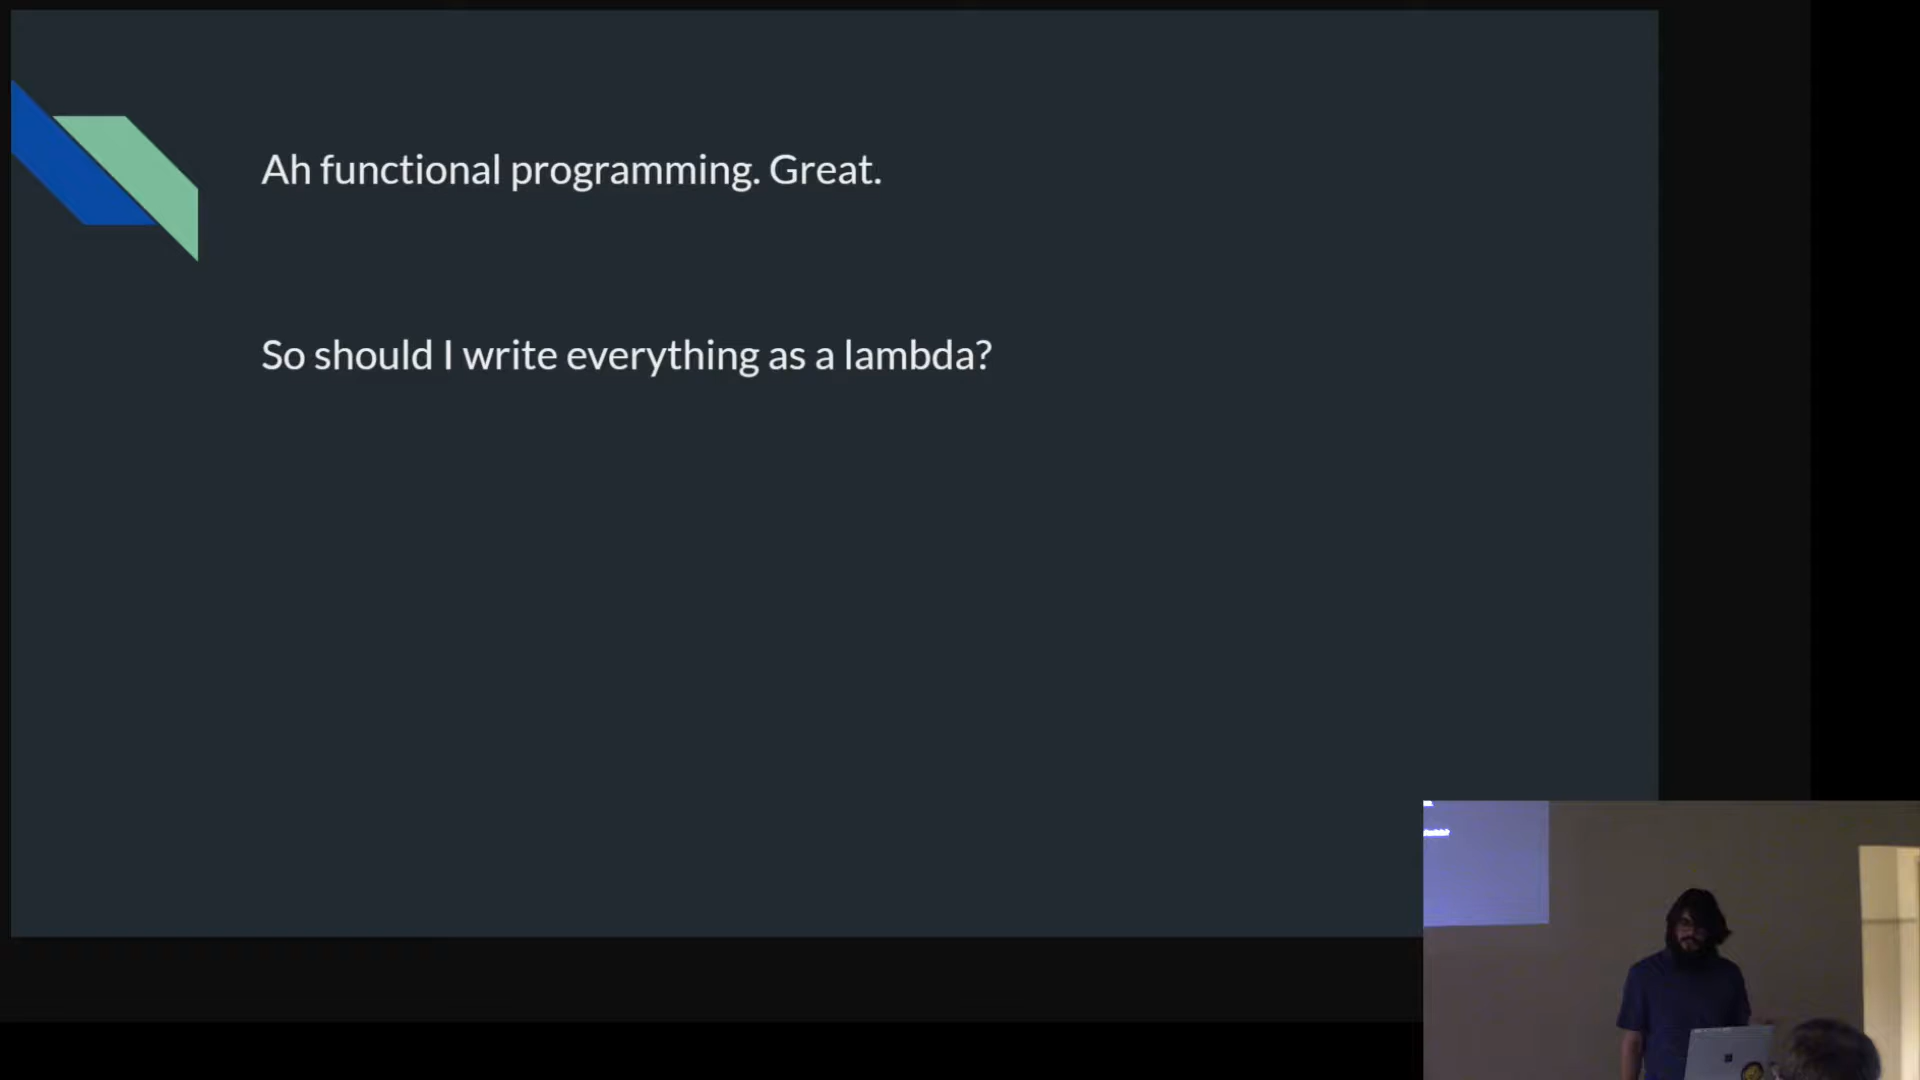 Ah functional programming. Great.
So should I write everything as a lambda?